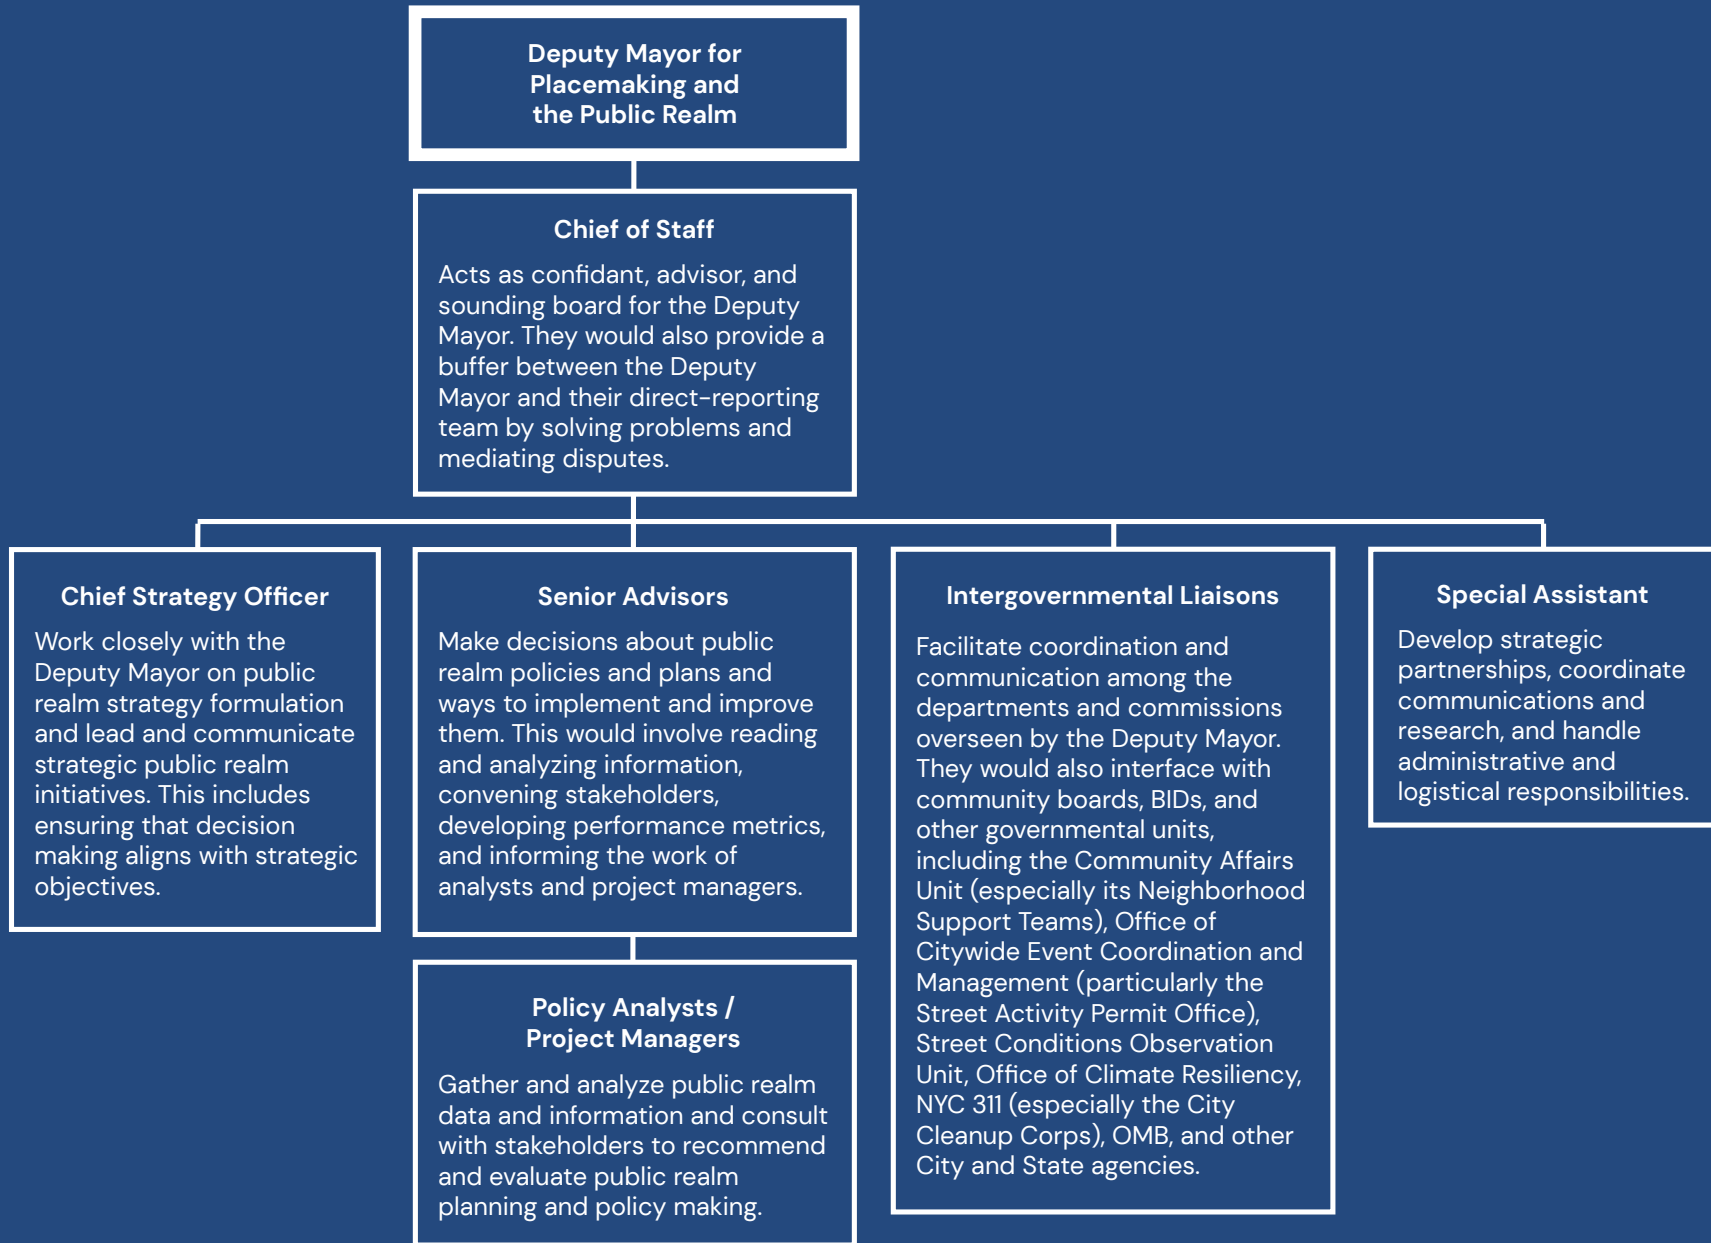 Deputy Mayor for
Placemaking and
the Public Realm
Chief of Staff
Acts as confidant, advisor, and
sounding board for the Deputy
Mayor. They would also provide a
buffer between the Deputy
Mayor and their direct-reporting
team by solving problems and
mediating disputes.
Chief Strategy Officer
Work closely with the
Deputy Mayor on public
realm strategy formulation
and lead and communicate
strategic public realm
initiatives. This includes
ensuring that decision
making aligns with strategic
objectives.
Senior Advisors
Make decisions about public
realm policies and plans and
ways to implement and improve
them. This would involve reading
and analyzing information,
convening stakeholders,
developing performance metrics,
and informing the work of
analysts and project managers.
Policy Analysts /
Project Managers
Gather and analyze public realm
data and information and consult
with stakeholders to recommend
and evaluate public realm
planning and policy making.
Intergovernmental Liaisons
Facilitate coordination and
communication among the
departments and commissions
overseen by the Deputy Mayor.
They would also interface with
community boards, BIDs, and
other governmental units,
including the Community Affairs
Unit (especially its Neighborhood
Support Teams), Office of
Citywide Event Coordination and
Management (particularly the
Street Activity Permit Office),
Street Conditions Observation
Unit, Office of Climate Resiliency,
NYC 311 (especially the City
Cleanup Corps), OMB, and other
City and State agencies.
Special Assistant
Develop strategic
partnerships, coordinate
communications and
research, and handle
administrative and
logistical responsibilities.